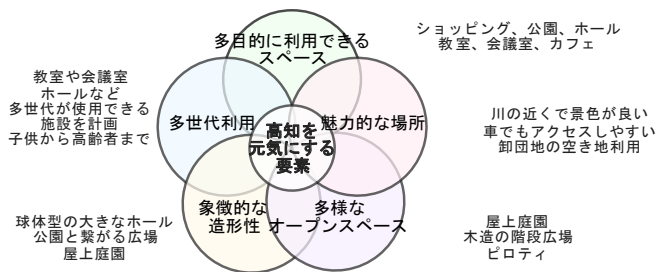 多目的に利用できる
スペース
ショッピング、公園、ホール
教室、会議室、カフェ
教室や会議室
ホールなど
多世代が使用できる
施設を計画
子供から高齢者まで
多世代利用
高知を
元気にする
要素
魅力的な場所
川の近くで景色が良い
車でもアクセスしやすい
卸団地の空き地利用
象徴的な
造形性
多様な
オープンスペース
球体型の大きなホール
公園と繋がる広場
屋上庭園
屋上庭園
木造の階段広場
ピロティ